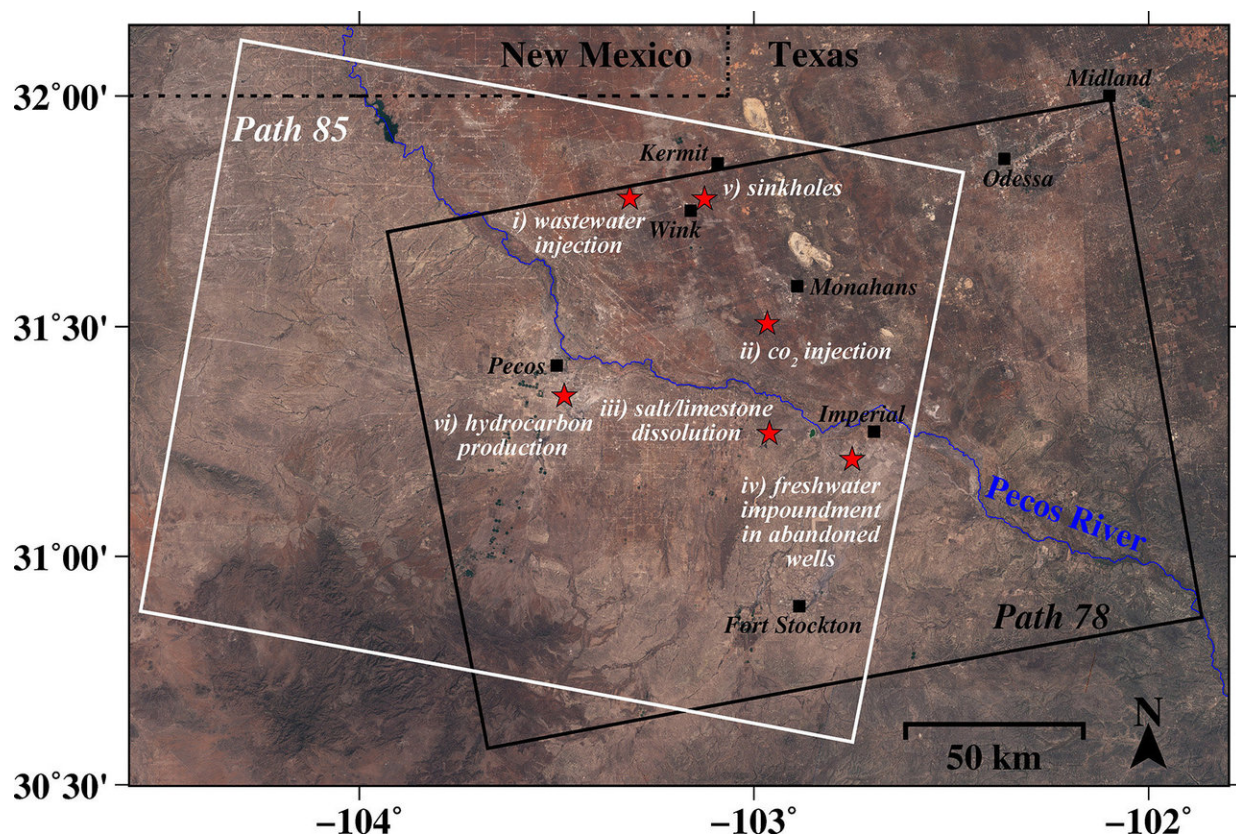 New Mexico
Texas
Midland
32°00'
Path 85
Kermit
Odessa
v) sinkholes
i) wastewater
injection
Wink
Monahans
31°30'
ii) co₂ injection
Pecos
iii) salt/limestone
dissolution
Imperial
vi) hydrocarbon
production
iv) freshwater
impoundment
in abandoned
wells
Pecos River
31°00'
Path 78
Fort Stockton
N
50 km
30°30'
-104°
-103°
-102°